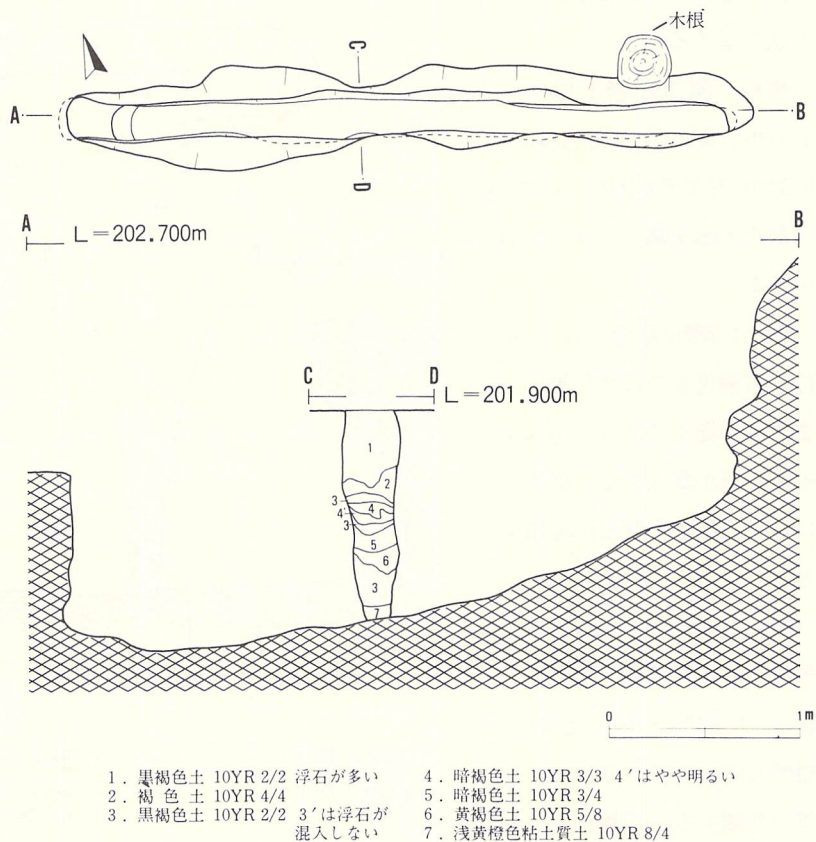 木根
C
A
B
D
A
L＝202.700m
B
C
D
L＝201.900m
1
2
3
4
4′
3
5
6
3
7
0
1m
1．黒褐色土 10YR 2/2 浮石が多い
2．褐 色 土 10YR 4/4
3．黒褐色土 10YR 2/2 3′は浮石が
混入しない
4．暗褐色土 10YR 3/3 4′はやや明るい
5．暗褐色土 10YR 3/4
6．黄褐色土 10YR 5/8
7．浅黄橙色粘土質土 10YR 8/4